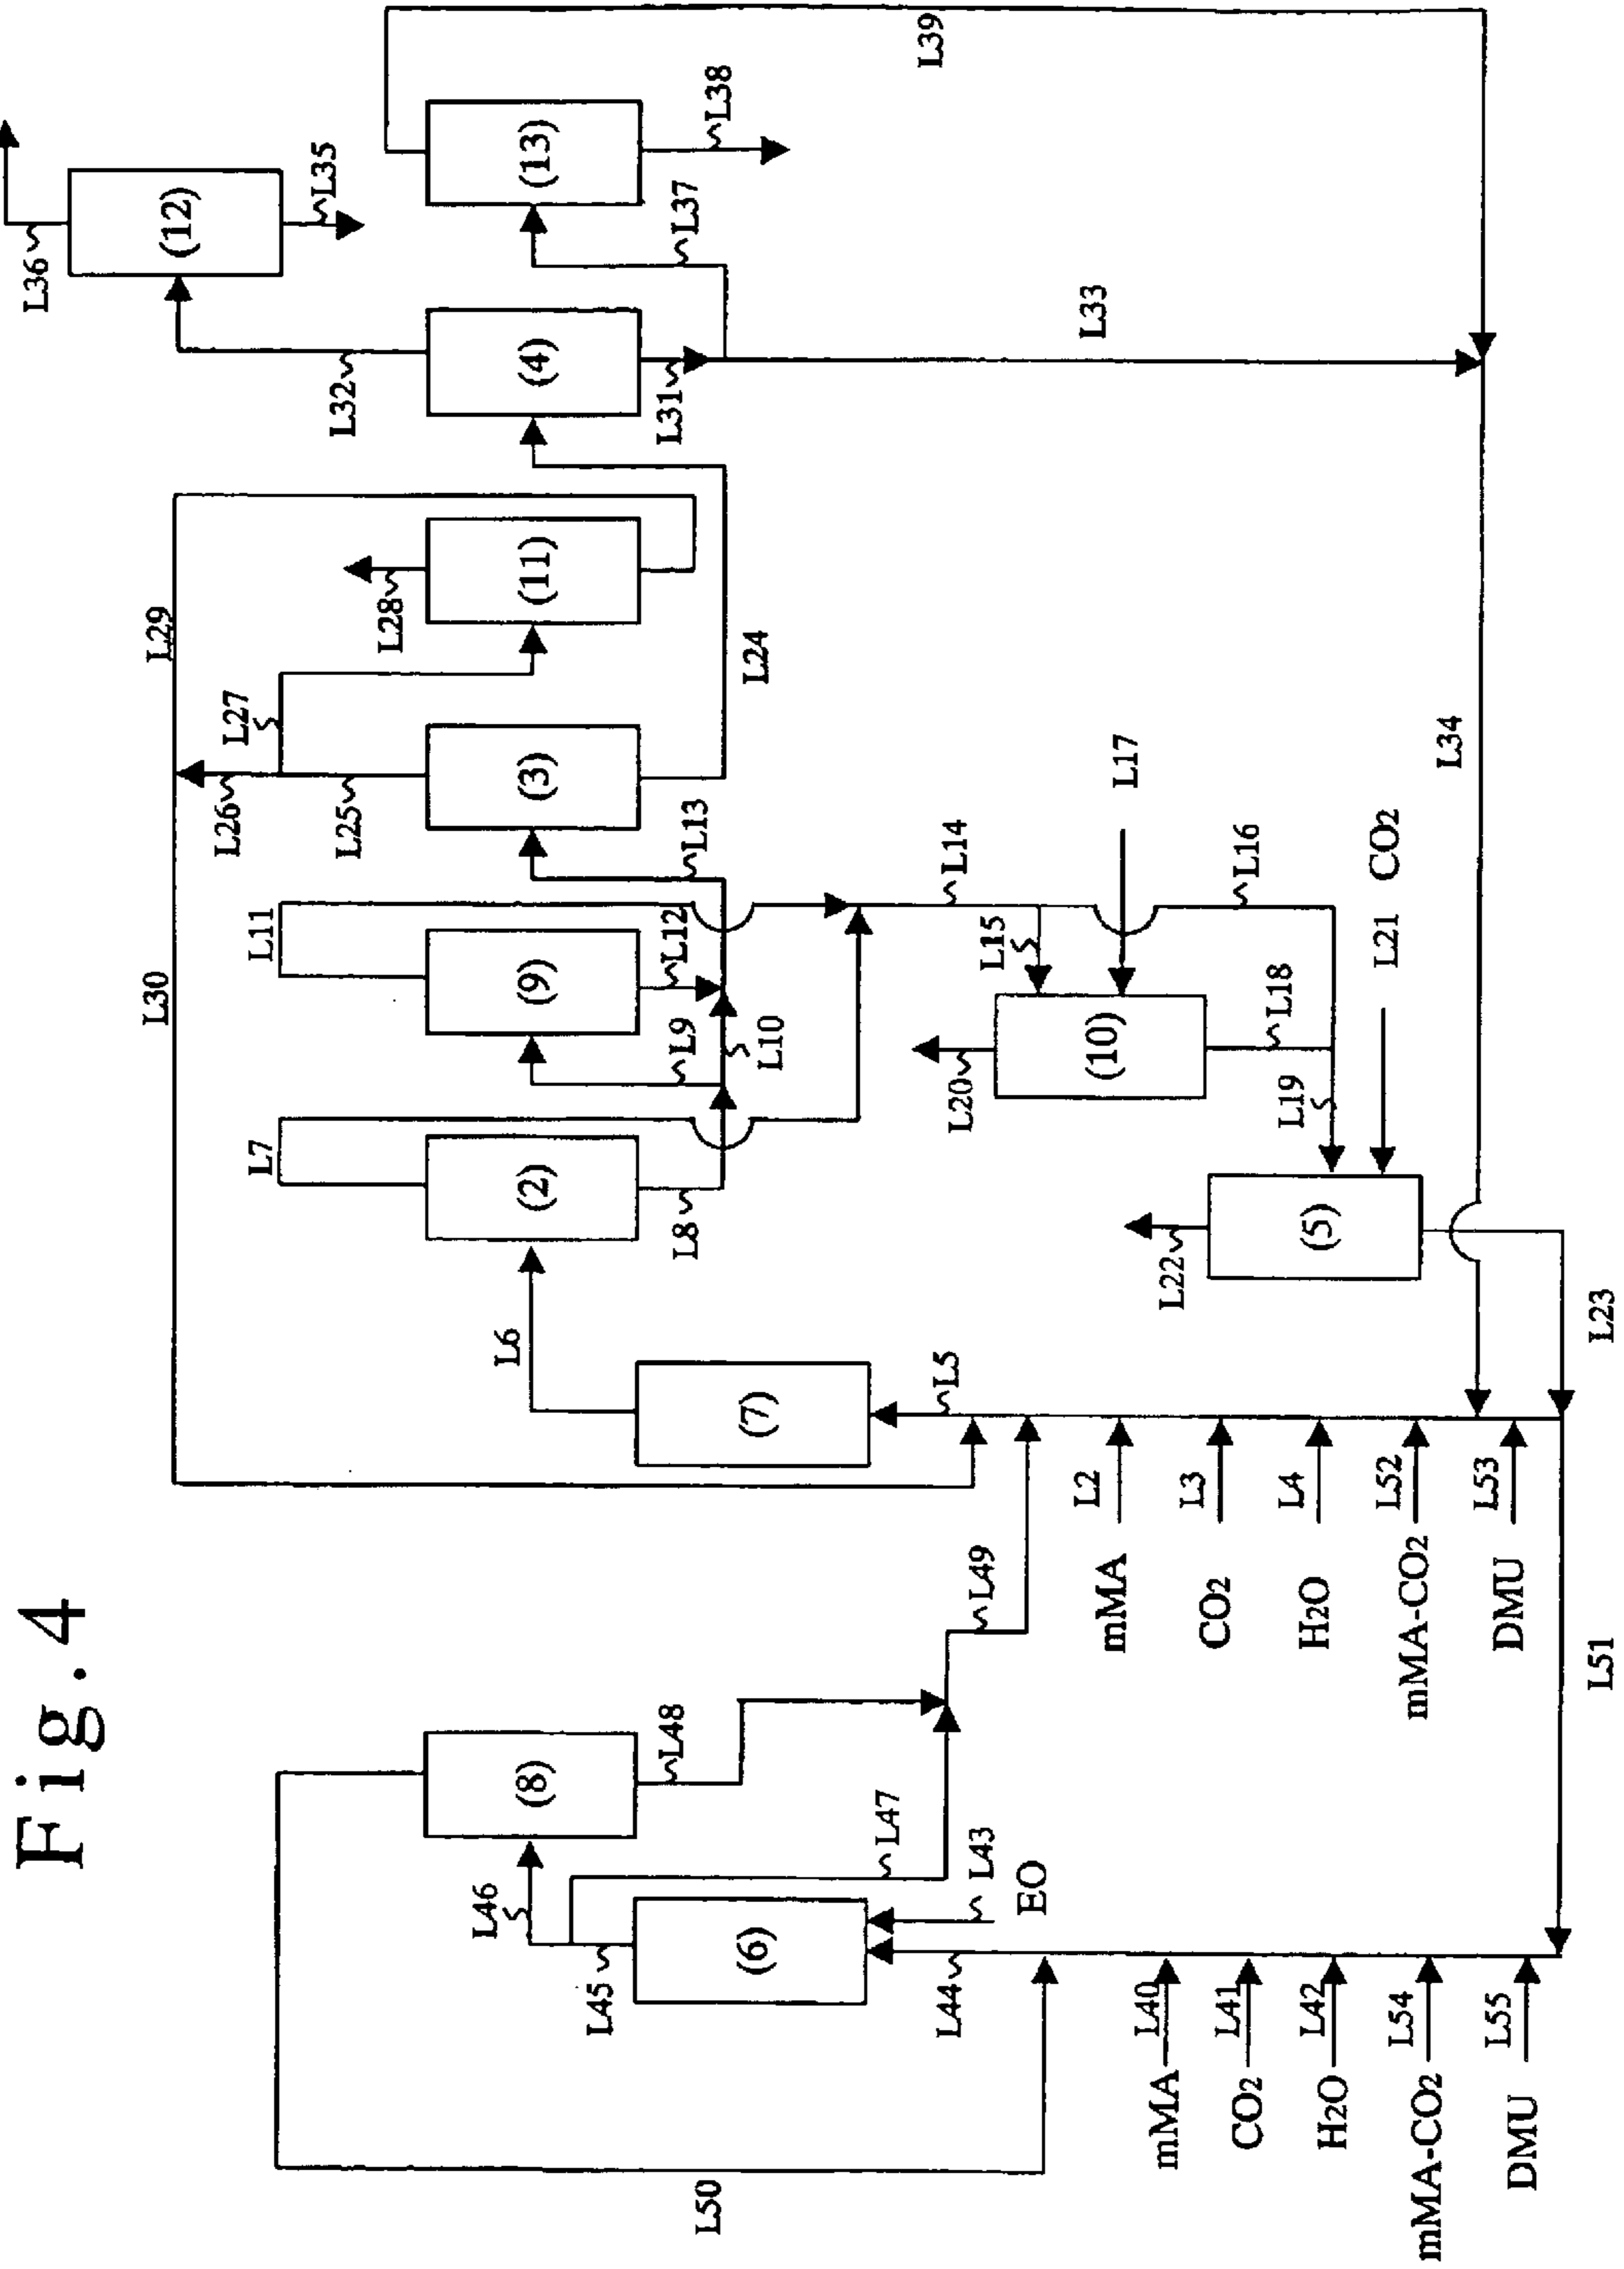 Fig.4
L36
(12)
L35
L32
L39
(13)
L38
L37
(4)
L31
L33
L29
L30
L28
(11)
L27
L26
L25
(3)
L24
L13
L11
(9)
L12
L9
L10
L7
(2)
L8
L14
L17
L15
L16
(10)
L18
L20
L19
L21
CO2
(5)
L22
L34
L23
L6
(7)
L5
L2
mMA
L3
CO2
L4
H2O
L52
mMA-CO2
L53
DMU
L51
L49
(8)
L48
L47
L46
L45
(6)
L43
EO
L44
L50
L40
mMA
L41
CO2
L42
H2O
L54
mMA-CO2
L55
DMU